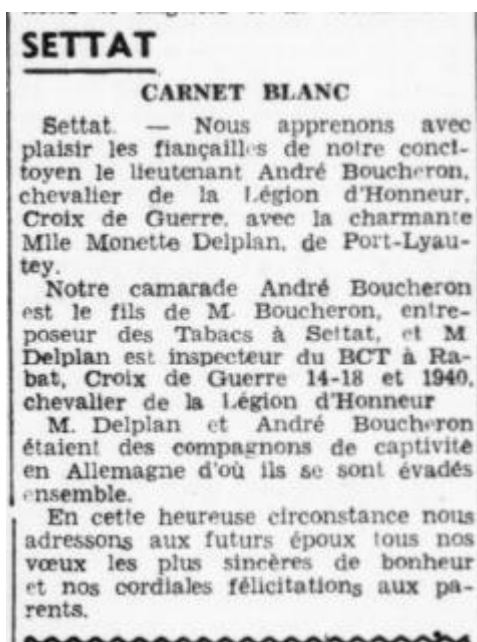 SETTAT
CARNET BLANC
Settat. — Nous apprenons avec
plaisir les fiançailles de notre conci-
toyen le lieutenant André Boucheron,
chevalier de la Légion d'Honneur,
Croix de Guerre, avec la charmante
Mlle Monette Delplan, de Port-Lyau-
tey.
Notre camarade André Boucheron
est le fils de M. Boucheron, entre-
poseur des Tabacs à Settat, et M
Delplan est inspecteur du BCT à Ra-
bat, Croix de Guerre 14-18 et 1940,
chevalier de la Légion d'Honneur
M. Delplan et André Boucheron
étaient des compagnons de captivité
en Allemagne d'où ils se sont évadés
ensemble.
En cette heureuse circonstance nous
adressons aux futurs époux tous nos
vœux les plus sincères de bonheur
et nos cordiales félicitations aux pa-
rents.